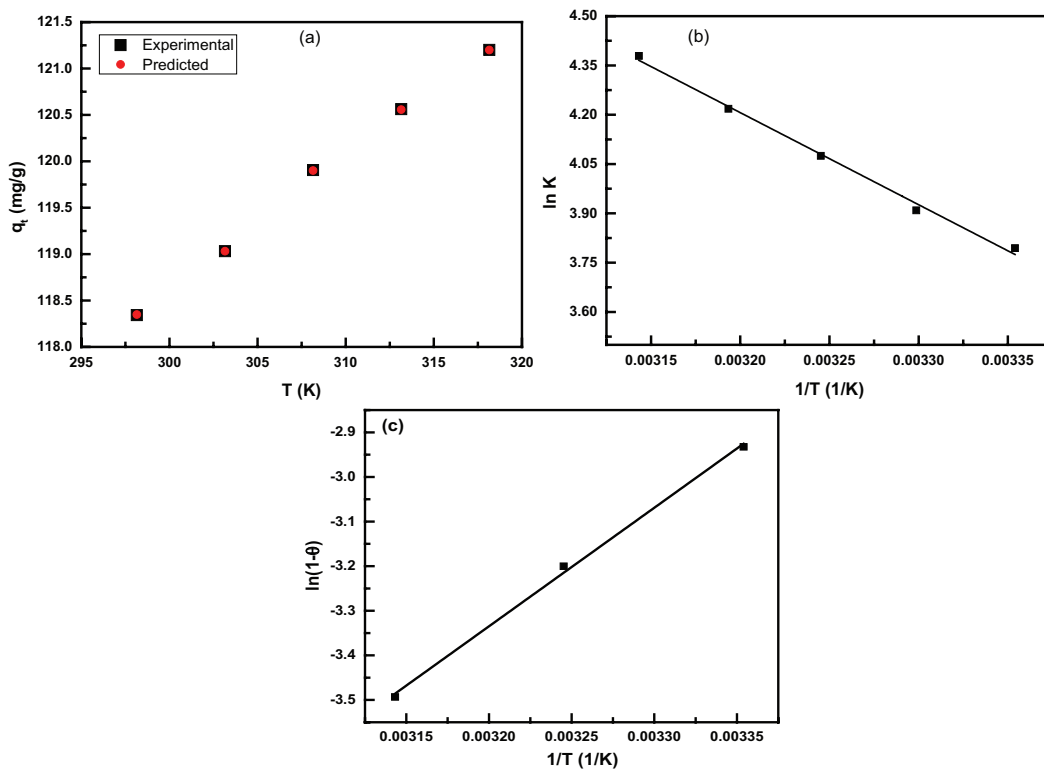 (a)
Experimental
Predicted
121.5
121.0
120.5
120.0
119.5
119.0
118.5
118.0
qt (mg/g)
295 300 305 310 315 320
T (K)
(b)
4.50
4.35
4.20
4.05
3.90
3.75
3.60
ln K
0.00315 0.00320 0.00325 0.00330 0.00335
1/T (1/K)
(c)
-2.9
-3.0
-3.1
-3.2
-3.3
-3.4
-3.5
ln(1-θ)
0.00315 0.00320 0.00325 0.00330 0.00335
1/T (1/K)